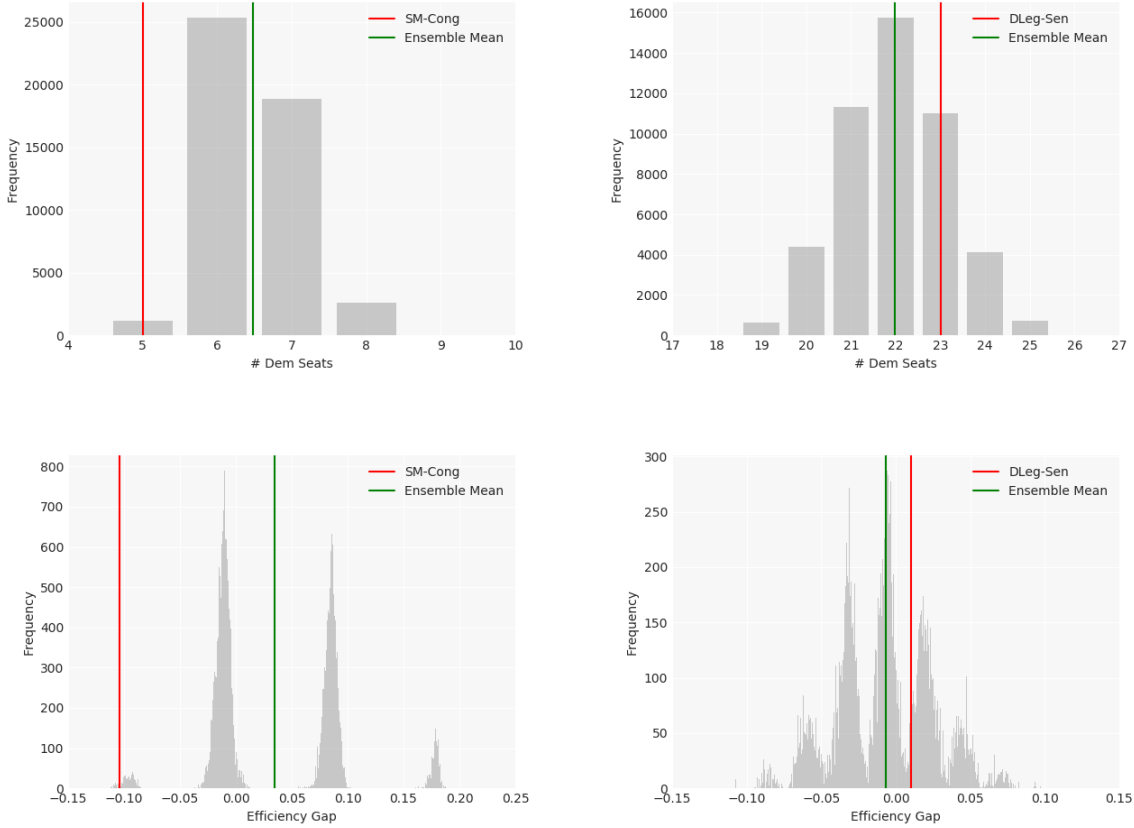 SM-Cong
Ensemble Mean
25000
20000
15000
10000
5000
0
Frequency
4 5 6 7 8 9 10
# Dem Seats
DLeg-Sen
Ensemble Mean
16000
14000
12000
10000
8000
6000
4000
2000
0
Frequency
17 18 19 20 21 22 23 24 25 26 27
# Dem Seats
SM-Cong
Ensemble Mean
800
700
600
500
400
300
200
100
0
Frequency
−0.15 −0.10 −0.05 0.00 0.05 0.10 0.15 0.20 0.25
Efficiency Gap
DLeg-Sen
Ensemble Mean
300
250
200
150
100
50
0
Frequency
−0.15 −0.10 −0.05 0.00 0.05 0.10 0.15
Efficiency Gap